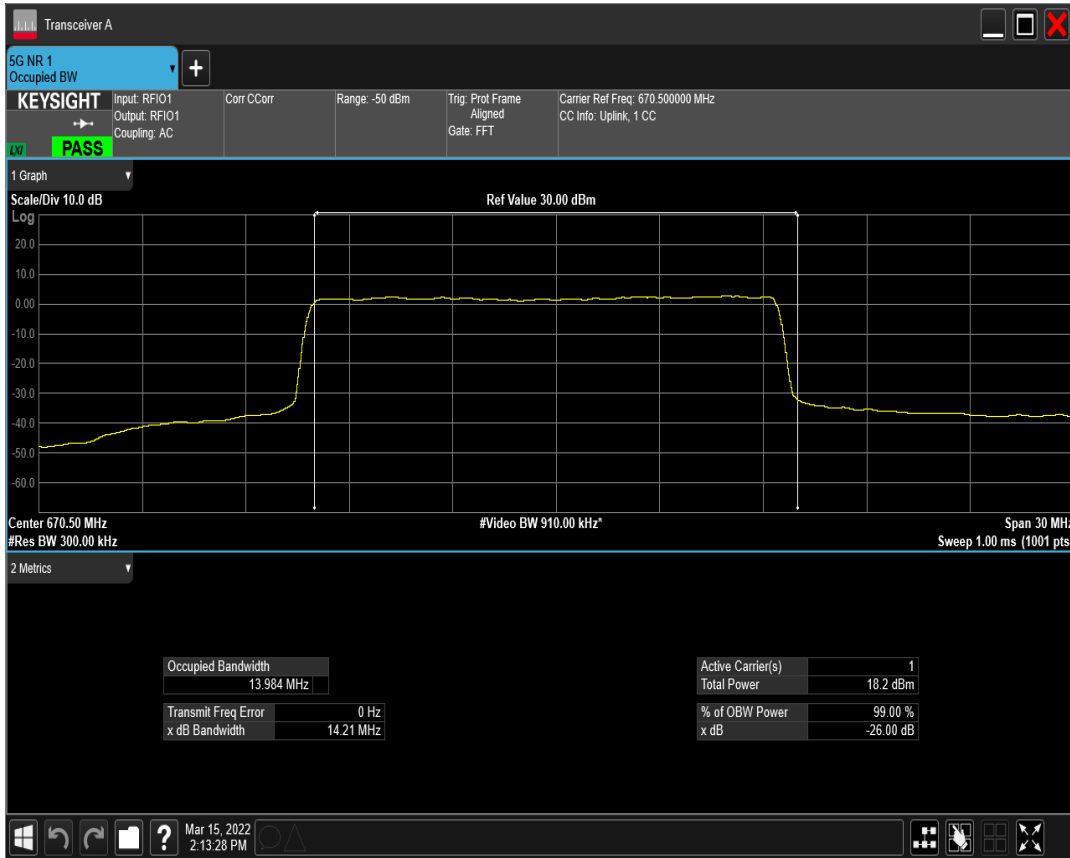 Transceiver A
5G NR 1
Occupied BW
+
KEYSIGHT
LXI
PASS
Input: RFIO1
Output: RFIO1
Coupling: AC
Corr CCorr
Range: -50 dBm
Trig: Prot Frame
Aligned
Gate: FFT
Carrier Ref Freq: 670.500000 MHz
CC Info: Uplink, 1 CC
1 Graph
Scale/Div 10.0 dB
Ref Value 30.00 dBm
Log
20.0
10.0
0.00
-10.0
-20.0
-30.0
-40.0
-50.0
-60.0
Center 670.50 MHz
#Video BW 910.00 kHz*
Span 30 MHz
#Res BW 300.00 kHz
Sweep 1.00 ms (1001 pts
2 Metrics
Occupied Bandwidth
13.984 MHz
Transmit Freq Error 0 Hz
x dB Bandwidth 14.21 MHz
Active Carrier(s) 1
Total Power 18.2 dBm
% of OBW Power 99.00 %
x dB -26.00 dB
?
Mar 15, 2022
2:13:28 PM